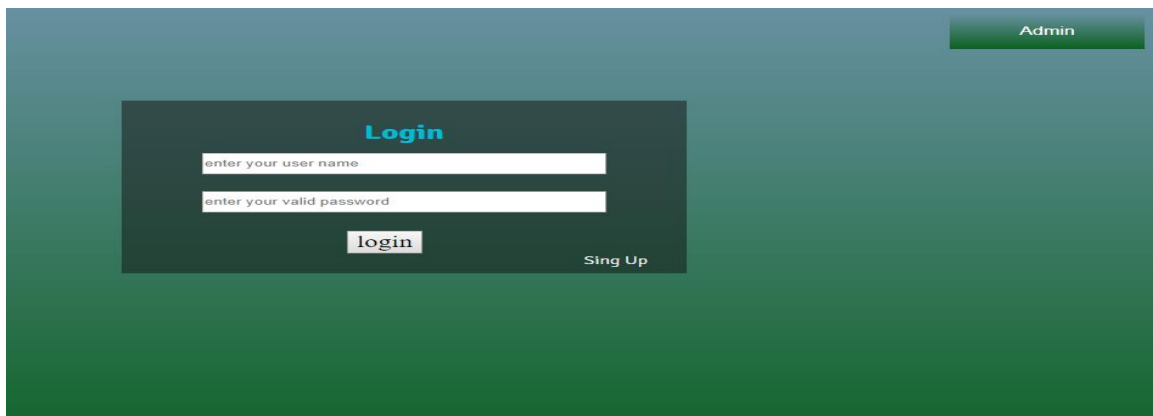 Admin
Login
enter your user name
enter your valid password
login
Sing Up